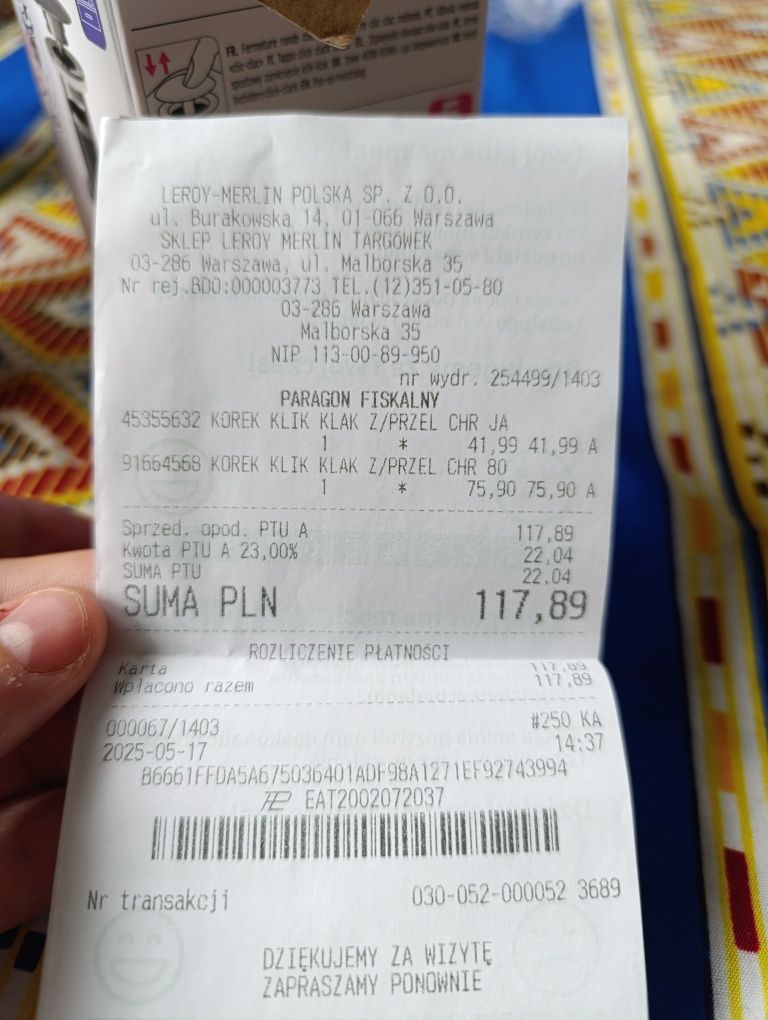 FR. Fermeture
LEROY-MERLIN POLSKA SP. Z O.O.
ul. Burakowska 14, 01-066 Warszawa
SKLEP LEROY MERLIN TARGÓWEK
03-286 Warszawa, ul. Malborska 35
Nr rej.BDO:000003773 TEL.(12)351-05-80
03-286 Warszawa
Malborska 35
NIP 113-00-89-950
nr wydr. 254499/1403
PARAGON FISKALNY
45355632 KOREK KLIK KLAK Z/PRZEL CHR JA
1 * 41,99 41,99 A
91664568 KOREK KLIK KLAK Z/PRZEL CHR 80
1 * 75,90 75,90 A
Sprzed. opod. PTU A 117,89
Kwota PTU A 23,00% 22,04
SUMA PTU 22,04
SUMA PLN 117,89
ROZLICZENIE PŁATNOŚCI
Karta 117,89
Wpłacono razem 117,89
000067/1403 #250 KA
2025-05-17 14:37
B6661FFDA5A675036401ADF98A1271EF92743994
EAT2002072037
Nr transakcji 030-052-000052 3689
DZIĘKUJEMY ZA WIZYTĘ
ZAPRASZAMY PONOWNIE